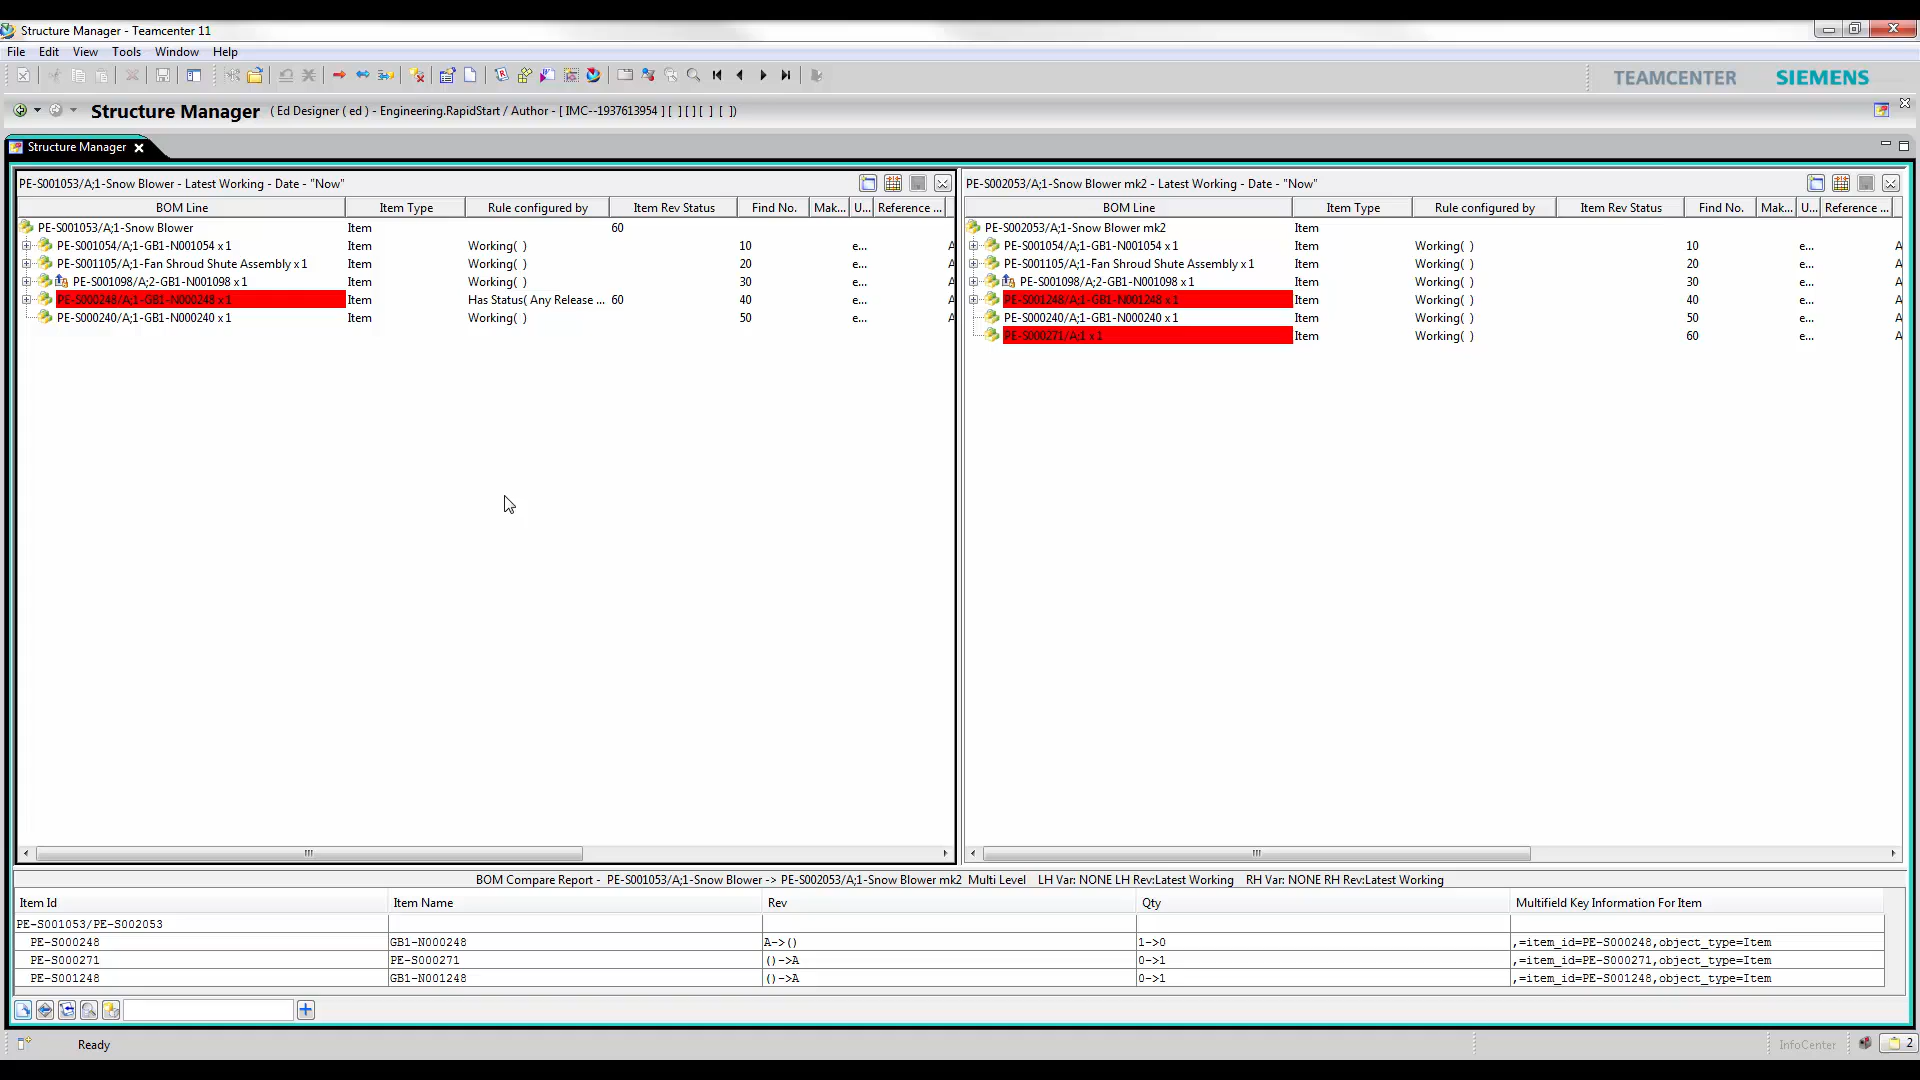 Structure Manager - Teamcenter 11
File Edit View Tools Window Help
TEAMCENTER SIEMENS
Structure Manager ( Ed Designer ( ed ) - Engineering.RapidStart / Author - [ IMC--1937613954 ] [ ] [ ] [ ] [ ])
Structure Manager
PE-S001053/A;1-Snow Blower - Latest Working - Date - "Now"
BOM Line Item Type Rule configured by Item Rev Status Find No. Mak... U... Reference ...
PE-S001053/A;1-Snow Blower Item 60
PE-S001054/A;1-GB1-N001054 x 1 Item Working( ) 10 e... A
PE-S001105/A;1-Fan Shroud Shute Assembly x 1 Item Working( ) 20 e... A
PE-S001098/A;2-GB1-N001098 x 1 Item Working( ) 30 e... A
PE-S000248/A;1-GB1-N000248 x 1 Item Has Status( Any Release ... 60 40 e... A
PE-S000240/A;1-GB1-N000240 x 1 Item Working( ) 50 e... A
PE-S002053/A;1-Snow Blower mk2 - Latest Working - Date - "Now"
BOM Line Item Type Rule configured by Item Rev Status Find No. Mak... U... Reference ...
PE-S002053/A;1-Snow Blower mk2 Item
PE-S001054/A;1-GB1-N001054 x 1 Item Working( ) 10 e... A
PE-S001105/A;1-Fan Shroud Shute Assembly x 1 Item Working( ) 20 e... A
PE-S001098/A;2-GB1-N001098 x 1 Item Working( ) 30 e... A
PE-S001248/A;1-GB1-N001248 x 1 Item Working( ) 40 e... A
PE-S000240/A;1-GB1-N000240 x 1 Item Working( ) 50 e... A
PE-S000271/A;1 x 1 Item Working( ) 60 e... A
BOM Compare Report - PE-S001053/A;1-Snow Blower -> PE-S002053/A;1-Snow Blower mk2 Multi Level LH Var: NONE LH Rev:Latest Working RH Var: NONE RH Rev:Latest Working
Item Id Item Name Rev Qty Multifield Key Information For Item
PE-S001053/PE-S002053
PE-S000248 GB1-N000248 A->() 1->0 ,=item_id=PE-S000248,object_type=Item
PE-S000271 PE-S000271 ()->A 0->1 ,=item_id=PE-S000271,object_type=Item
PE-S001248 GB1-N001248 ()->A 0->1 ,=item_id=PE-S001248,object_type=Item
Ready InfoCenter 2